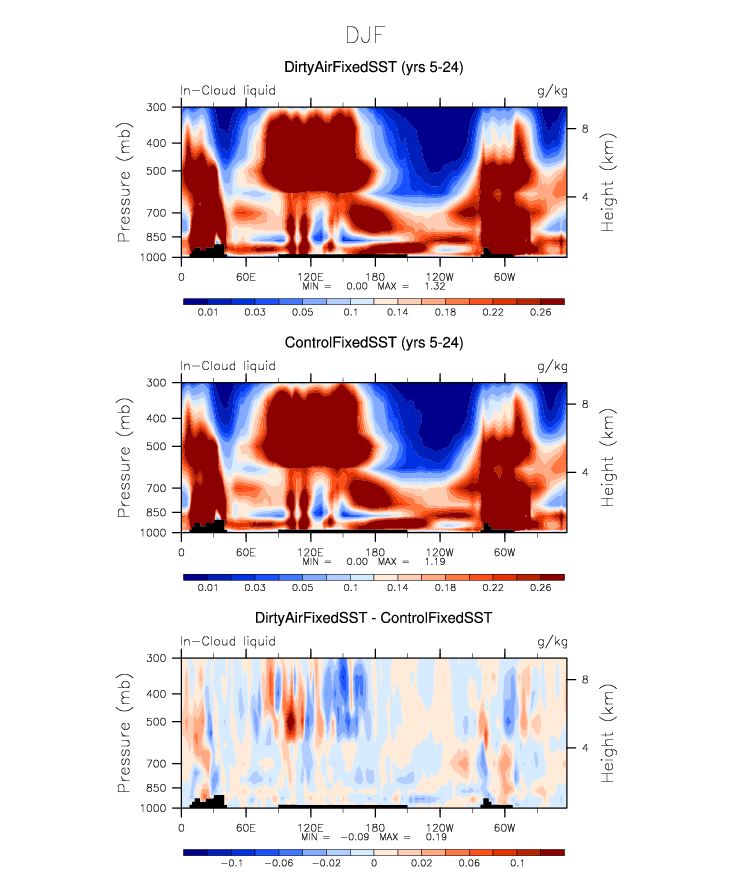 DJF
DirtyAirFixedSST (yrs 5-24)
In-Cloud liquid g/kg
300
400
500
700
850
1000
Pressure (mb)
8
4
Height (km)
0 60E 120E 180 120W 60W
MIN = 0.00 MAX = 1.32
0.01 0.03 0.05 0.1 0.14 0.18 0.22 0.26
ControlFixedSST (yrs 5-24)
In-Cloud liquid g/kg
300
400
500
700
850
1000
Pressure (mb)
8
4
Height (km)
0 60E 120E 180 120W 60W
MIN = 0.00 MAX = 1.19
0.01 0.03 0.05 0.1 0.14 0.18 0.22 0.26
DirtyAirFixedSST - ControlFixedSST
In-Cloud liquid g/kg
300
400
500
700
850
1000
Pressure (mb)
8
4
Height (km)
0 60E 120E 180 120W 60W
MIN = -0.09 MAX = 0.19
-0.1 -0.06 -0.02 0 0.02 0.06 0.1